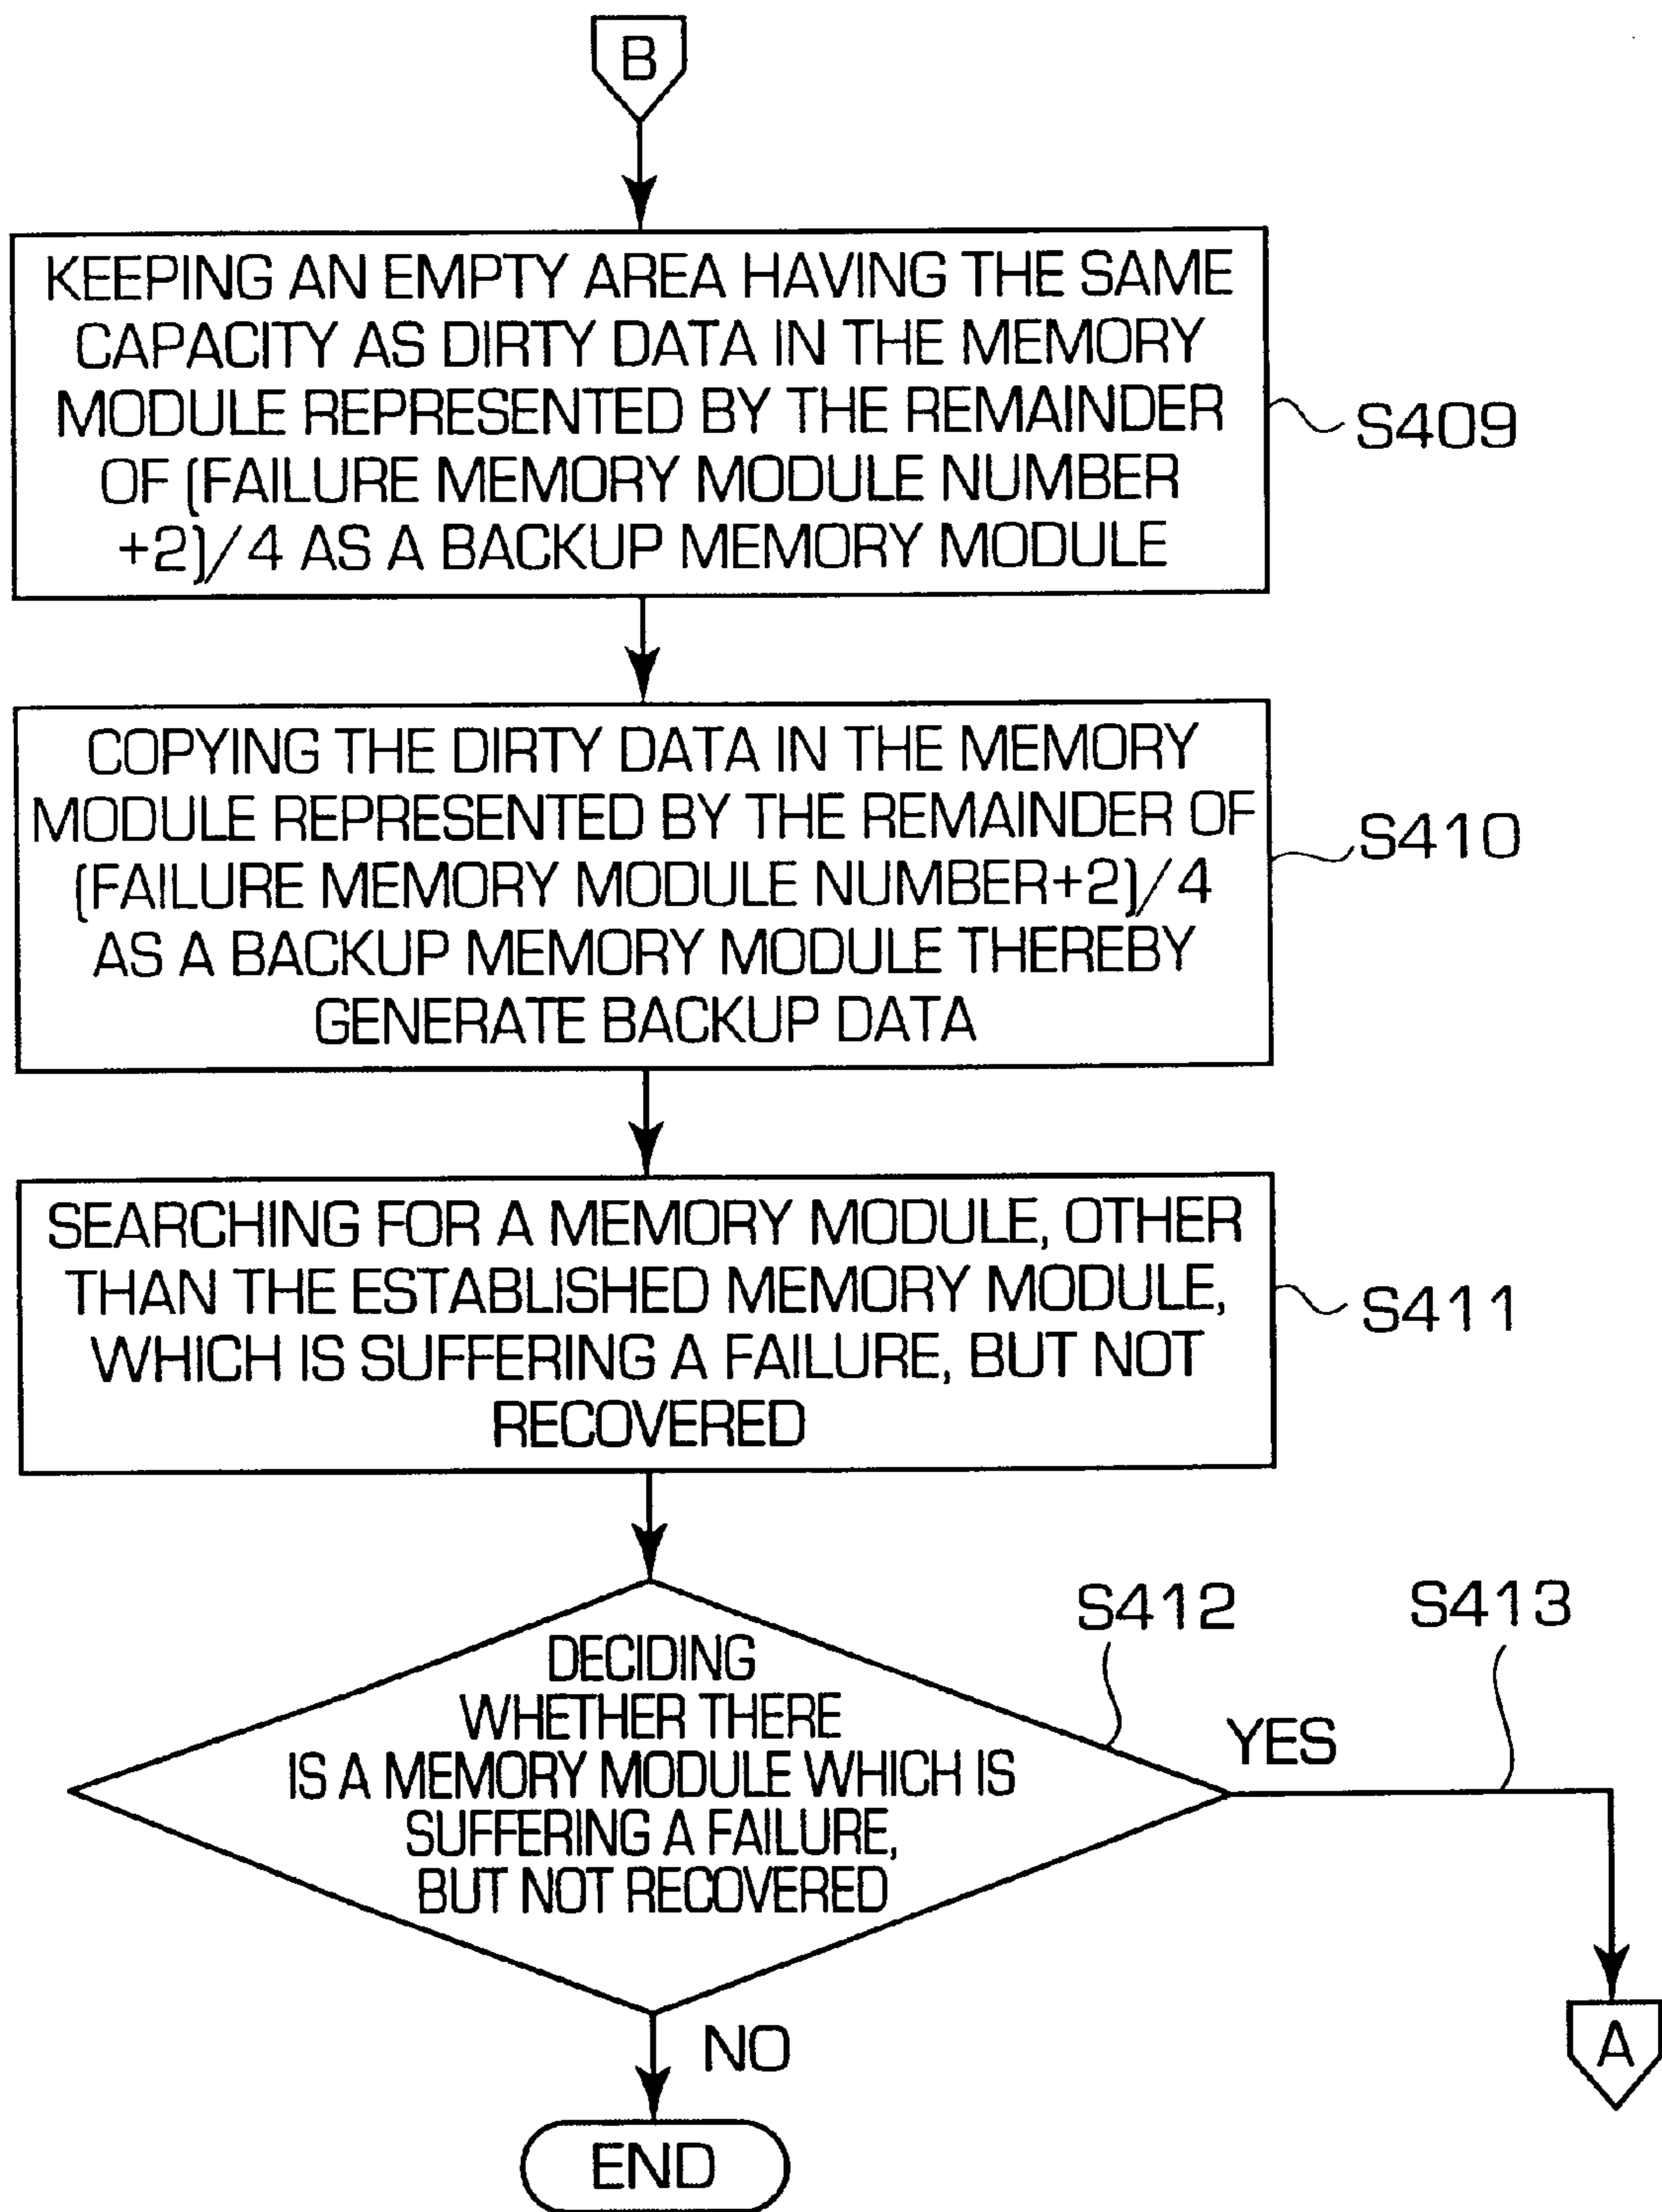 B
KEEPING AN EMPTY AREA HAVING THE SAME
CAPACITY AS DIRTY DATA IN THE MEMORY
MODULE REPRESENTED BY THE REMAINDER
OF (FAILURE MEMORY MODULE NUMBER
+2)/4 AS A BACKUP MEMORY MODULE
S409
COPYING THE DIRTY DATA IN THE MEMORY
MODULE REPRESENTED BY THE REMAINDER OF
(FAILURE MEMORY MODULE NUMBER+2)/4
AS A BACKUP MEMORY MODULE THEREBY
GENERATE BACKUP DATA
S410
SEARCHING FOR A MEMORY MODULE, OTHER
THAN THE ESTABLISHED MEMORY MODULE,
WHICH IS SUFFERING A FAILURE, BUT NOT
RECOVERED
S411
S412
S413
DECIDING
WHETHER THERE
IS A MEMORY MODULE WHICH IS
SUFFERING A FAILURE,
BUT NOT RECOVERED
YES
A
NO
END